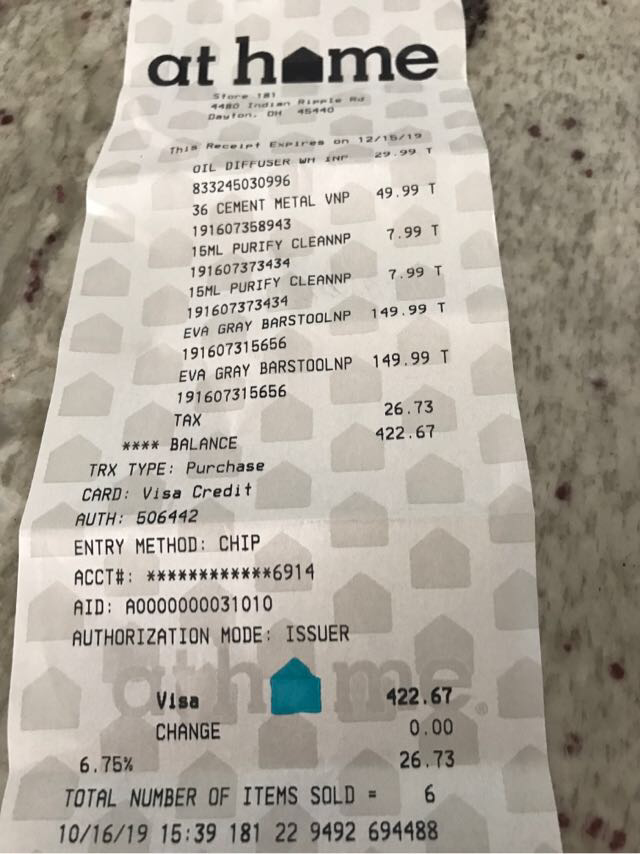 at home
Store 181
4480 Indian Ripple Rd
Dayton, OH 45440
This Receipt Expires on 12/15/19
OIL DIFFUSER WH INP 29.99 T
833245030996
36 CEMENT METAL VNP 49.99 T
191607358943
15ML PURIFY CLEANNP 7.99 T
191607373434
15ML PURIFY CLEANNP 7.99 T
191607373434
EVA GRAY BARSTOOLNP 149.99 T
191607315656
EVA GRAY BARSTOOLNP 149.99 T
191607315656
TAX 26.73
**** BALANCE 422.67
TRX TYPE: Purchase
CARD: Visa Credit
AUTH: 506442
ENTRY METHOD: CHIP
ACCT#: ************6914
AID: A0000000031010
AUTHORIZATION MODE: ISSUER
at home®
Visa 422.67
CHANGE 0.00
6.75% 26.73
TOTAL NUMBER OF ITEMS SOLD = 6
10/16/19 15:39 181 22 9492 694488